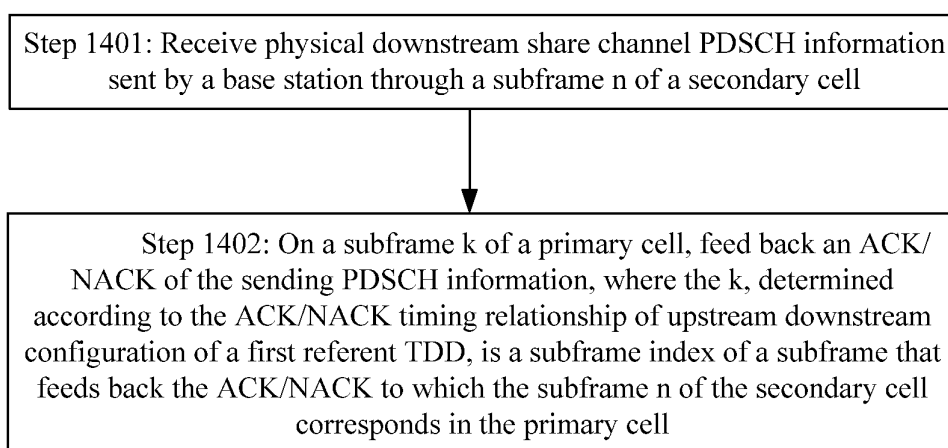 Step 1401: Receive physical downstream share channel PDSCH information
sent by a base station through a subframe n of a secondary cell
Step 1402: On a subframe k of a primary cell, feed back an ACK/
NACK of the sending PDSCH information, where the k, determined
according to the ACK/NACK timing relationship of upstream downstream
configuration of a first referent TDD, is a subframe index of a subframe that
feeds back the ACK/NACK to which the subframe n of the secondary cell
corresponds in the primary cell